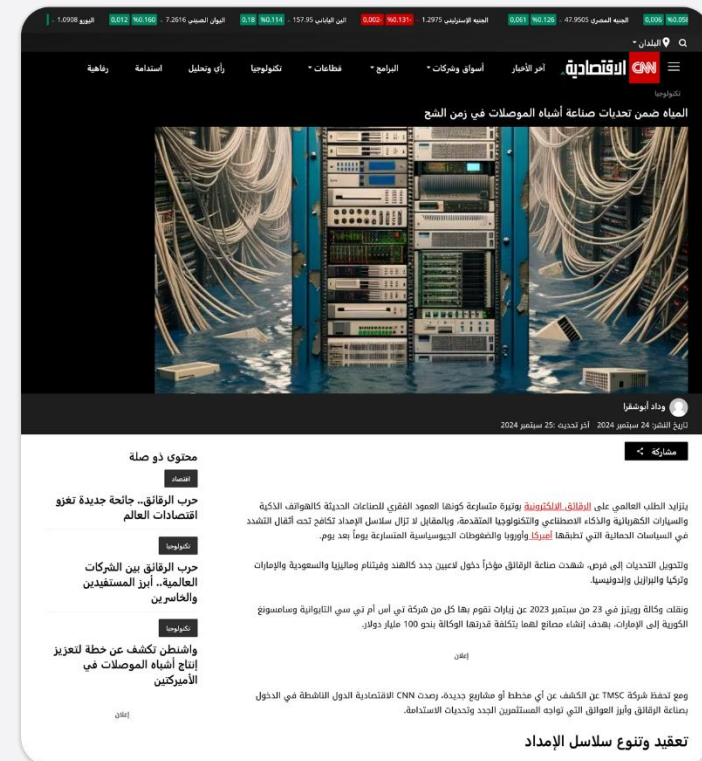 %0.05 0,006
الجنيه المصري 47.9505 %0.126 0,061
الجنيه الإسترليني 1.2975 %0.131- 0,002-
الين الياباني 157.95 %0.114 0,18
اليوان الصيني 7.2616 %0.160 0,012
اليورو 1.0908
البلدان
CNN الاقتصادية
آخر الأخبار
أسواق وشركات
البرامج
قطاعات
تكنولوجيا
رأي وتحليل
استدامة
رفاهية
تكنولوجيا
المياه ضمن تحديات صناعة أشباه الموصلات في زمن الشح
وداد أبوشقرا
تاريخ النشر: 24 سبتمبر 2024 آخر تحديث :25 سبتمبر 2024
مشاركة
يتزايد الطلب العالمي على الرقائق الإلكترونية بوتيرة متسارعة كونها العمود الفقري للصناعات الحديثة كالهواتف الذكية
والسيارات الكهربائية والذكاء الاصطناعي والتكنولوجيا المتقدمة، وبالمقابل لا تزال سلاسل الإمداد تكافح تحت أثقال التشدد
في السياسات الحمائية التي تطبقها أميركا وأوروبا والضغوطات الجيوسياسية المتسارعة يوماً بعد يوم.
ولتحويل التحديات إلى فرص، شهدت صناعة الرقائق مؤخراً دخول لاعبين جدد كالهند وفيتنام وماليزيا والسعودية والإمارات
وتركيا والبرازيل وإندونيسيا.
ونقلت وكالة رويترز في 23 من سبتمبر 2023 عن زيارات تقوم بها كل من شركة تي أس أم تي سي التايوانية وسامسونغ
الكورية إلى الإمارات، بهدف إنشاء مصانع لهما بتكلفة قدرتها الوكالة بنحو 100 مليار دولار.
إعلان
ومع تحفظ شركة TMSC عن الكشف عن أي مخطط أو مشاريع جديدة، رصدت CNN الاقتصادية الدول الناشطة في الدخول
بصناعة الرقائق وأبرز العوائق التي تواجه المستثمرين الجدد وتحديات الاستدامة.
تعقيد وتنوع سلاسل الإمداد
محتوى ذو صلة
اقتصاد
حرب الرقائق.. جائحة جديدة تغزو
اقتصادات العالم
تكنولوجيا
حرب الرقائق بين الشركات
العالمية.. أبرز المستفيدين
والخاسرين
تكنولوجيا
واشنطن تكشف عن خطة لتعزيز
إنتاج أشباه الموصلات في
الأميركتين
إعلان